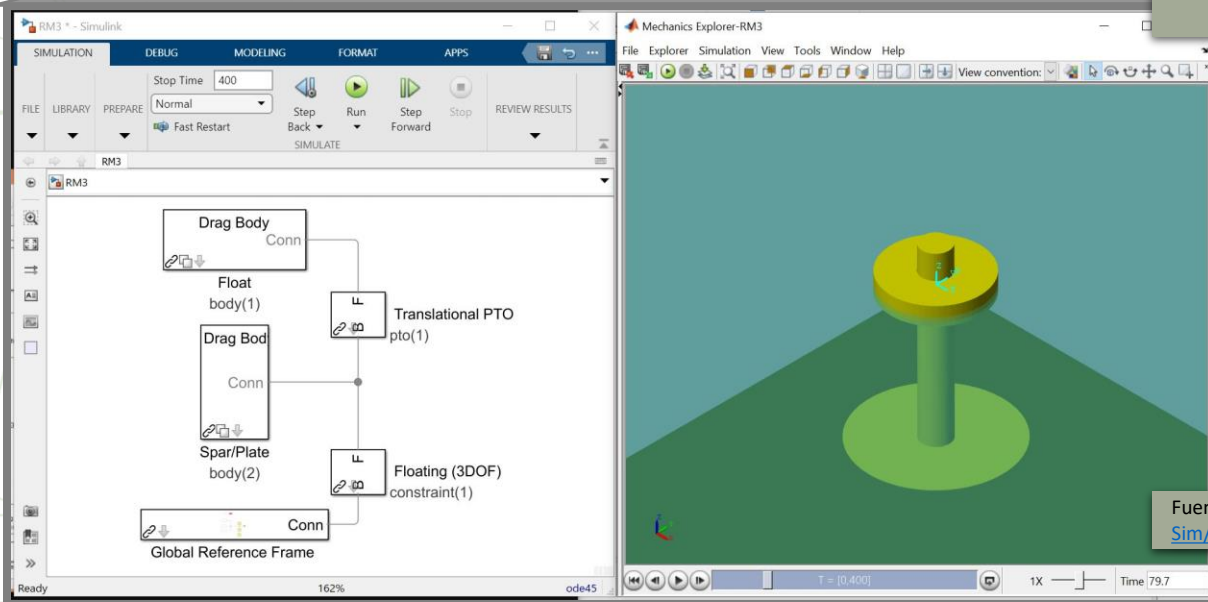 RM3 * - Simulink
SIMULATION DEBUG MODELING FORMAT APPS
FILE LIBRARY PREPARE
Stop Time 400
Normal
Fast Restart
Step Back
Run
Step Forward
Stop
SIMULATE
REVIEW RESULTS
RM3
RM3
Drag Body
Conn
Float
body(1)
F
B
Translational PTO
pto(1)
Drag Bod
Conn
Spar/Plate
body(2)
F
B
Floating (3DOF)
constraint(1)
Conn
Global Reference Frame
Ready 162% ode45
Mechanics Explorer-RM3
File Explorer Simulation View Tools Window Help
View convention:
T = [0,400]
1X
Time 79.7
Fuer
Sim/